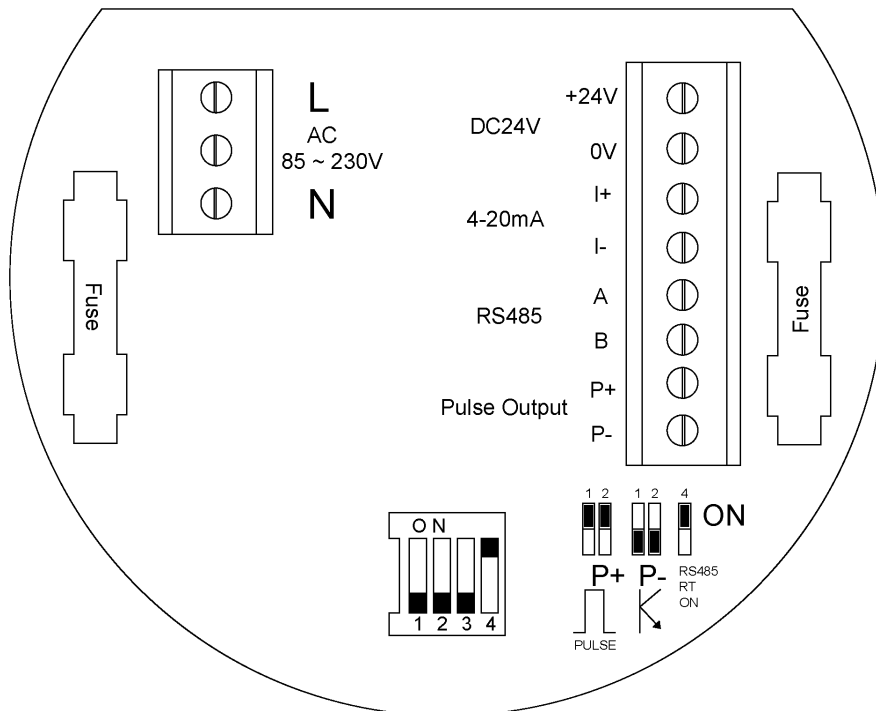 L
AC
85 ~ 230V
N
Fuse
DC24V
+24V
0V
4-20mA
I+
I-
RS485
A
B
Pulse Output
P+
P-
Fuse
ON
1 2 3 4
1 2 1 2 4
ON
P+ P-
RS485
RT
ON
PULSE